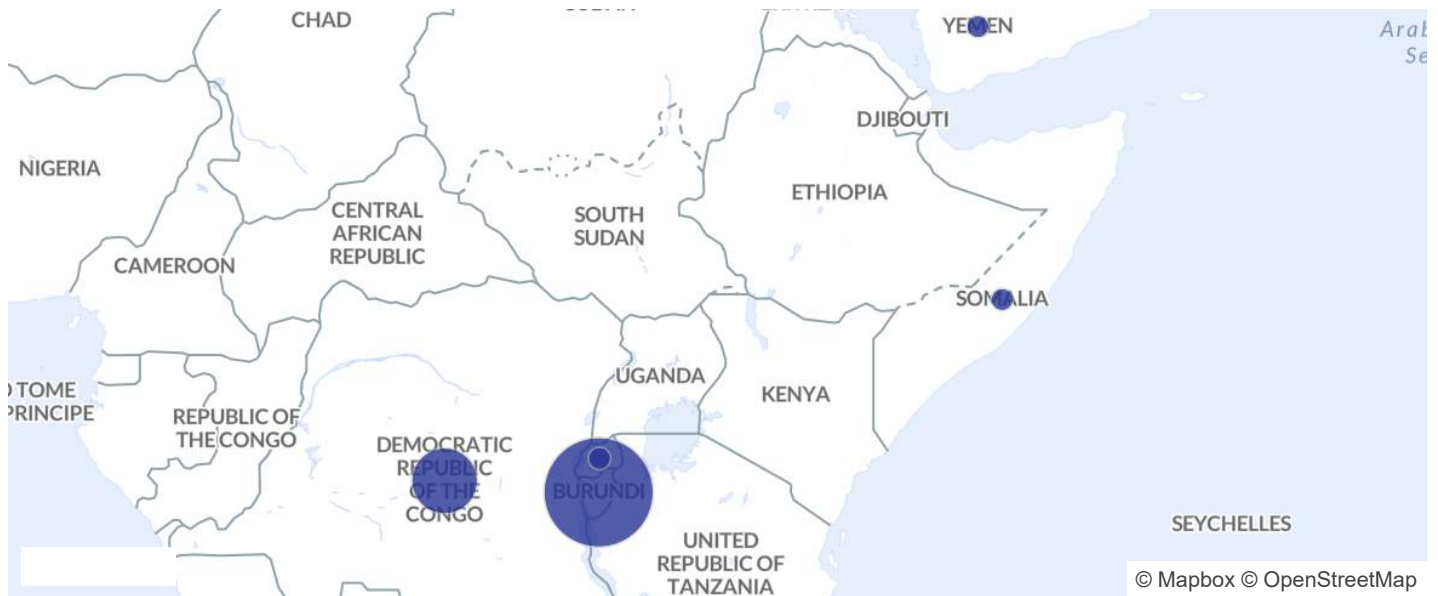 CHAD
YEMEN
Arab
Se
DJIBOUTI
NIGERIA
ETHIOPIA
CENTRAL
AFRICAN
REPUBLIC
SOUTH
SUDAN
CAMEROON
SOMALIA
UGANDA
KENYA
TOME
PRINCIPE
REPUBLIC OF
THE CONGO
DEMOCRATIC
REPUBLIC
OF THE
CONGO
BURUNDI
SEYCHELLES
UNITED
REPUBLIC OF
TANZANIA
© Mapbox © OpenStreetMap